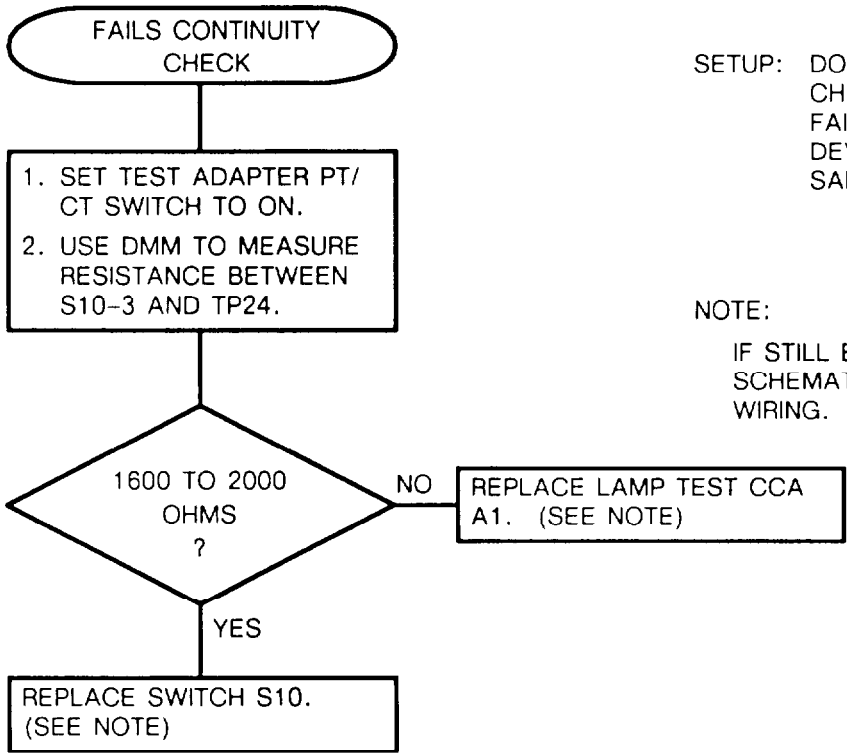 FAILS CONTINUITY
CHECK
1. SET TEST ADAPTER PT/
CT SWITCH TO ON.
2. USE DMM TO MEASURE
RESISTANCE BETWEEN
S10-3 AND TP24.
1600 TO 2000
OHMS
?
NO
REPLACE LAMP TEST CCA
A1. (SEE NOTE)
YES
REPLACE SWITCH S10.
(SEE NOTE)
SETUP: DO
CH
FAI
SA
NOTE:
IF STILL
SCHEMAT
WIRING.